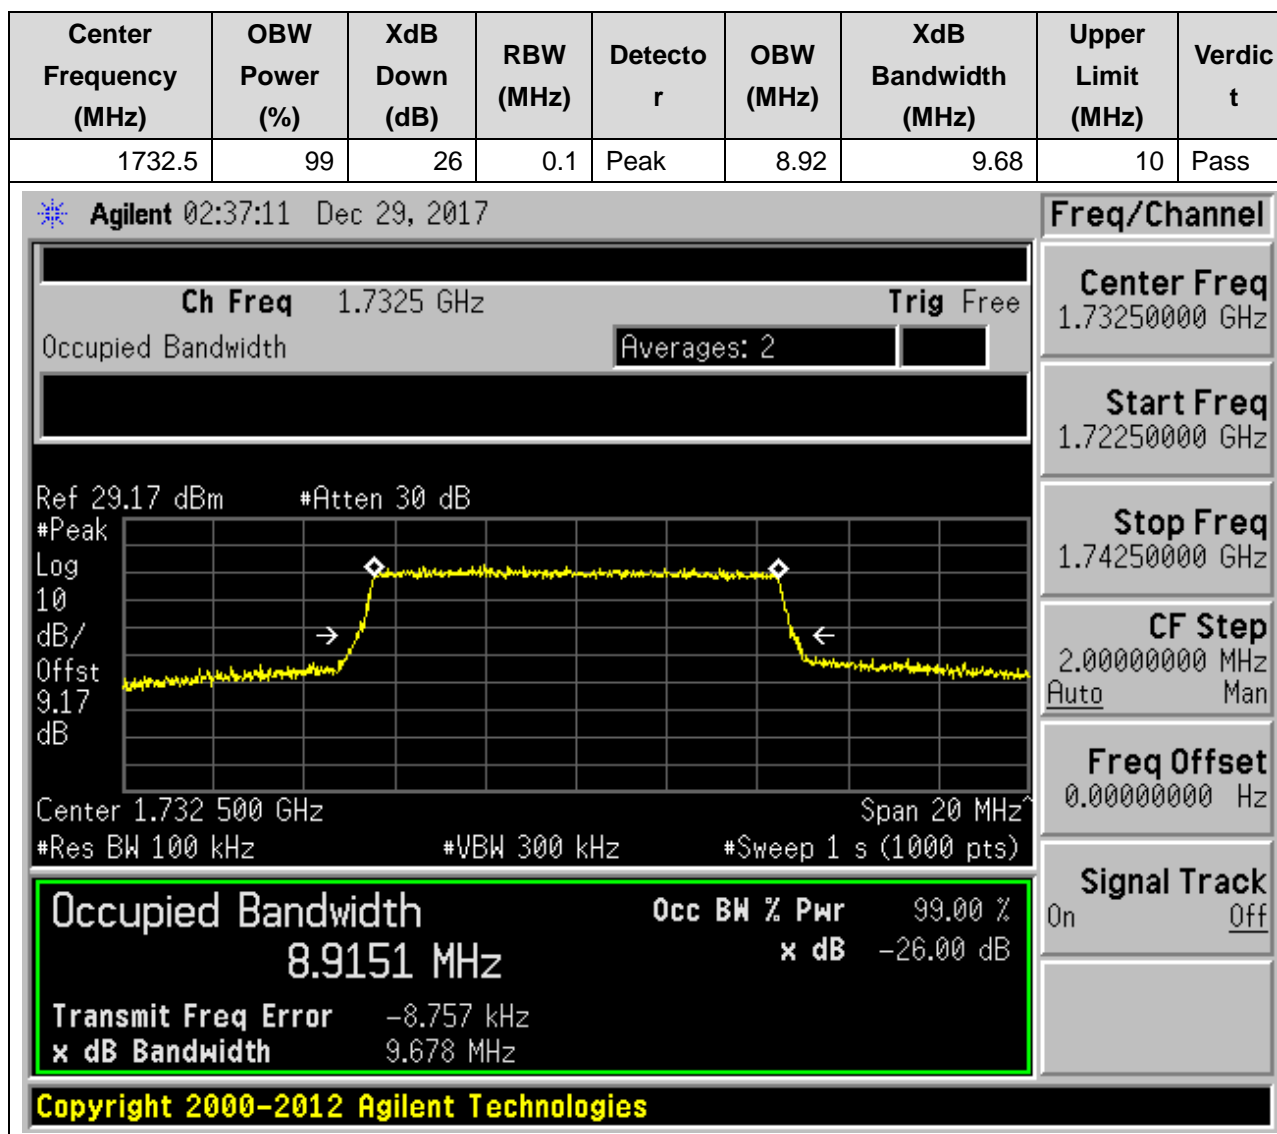 Center Frequency (MHz) OBW Power (%) XdB Down (dB) RBW (MHz) Detecto r OBW (MHz) XdB Bandwidth (MHz) Upper Limit (MHz) Verdic t
1732.5 99 26 0.1 Peak 8.92 9.68 10 Pass
Agilent 02:37:11 Dec 29, 2017
Freq/Channel
Ch Freq 1.7325 GHz Trig Free
Occupied Bandwidth Averages: 2
Center Freq
1.73250000 GHz
Start Freq
1.72250000 GHz
Stop Freq
1.74250000 GHz
CF Step
2.00000000 MHz
Auto Man
Freq Offset
0.00000000 Hz
Signal Track
On Off
Ref 29.17 dBm #Atten 30 dB
#Peak
Log
10
dB/
Offst
9.17
dB
Center 1.732 500 GHz Span 20 MHz^
#Res BW 100 kHz #VBW 300 kHz #Sweep 1 s (1000 pts)
Occupied Bandwidth Occ BW % Pwr 99.00 %
8.9151 MHz x dB -26.00 dB
Transmit Freq Error -8.757 kHz
x dB Bandwidth 9.678 MHz
Copyright 2000-2012 Agilent Technologies